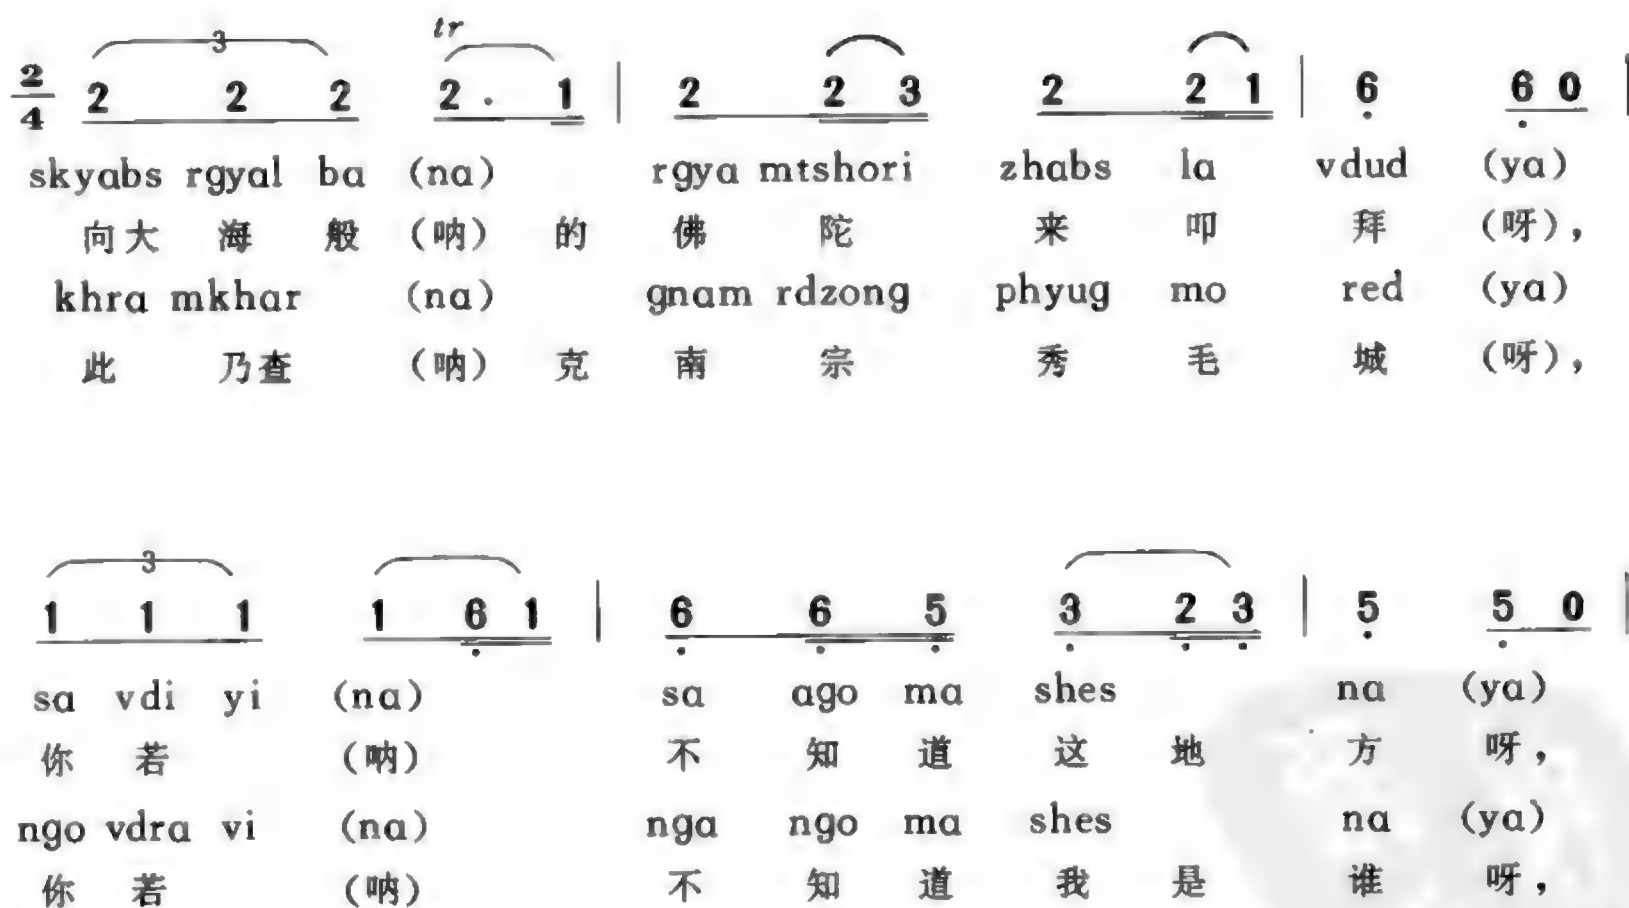 3 tr
2/4 2 2 2 2 . 1 | 2 2 3 2 2 1 | 6 6 0 |
skyabs rgyal ba (na) rgya mtshori zhabs la vdud (ya)
向大 海 般 (呐) 的 佛 陀 来 叩 拜 (呀),
khra mkhar (na) gnam rdzong phyug mo red (ya)
此 乃查 (呐) 克 南 宗 秀 毛 城 (呀),
3
1 1 1 1 6 1 | 6 6 5 3 2 3 | 5 5 0 |
sa vdi yi (na) sa ago ma shes na (ya)
你 若 (呐) 不 知 道 这 地 方 呀,
ngo vdra vi (na) nga ngo ma shes na (ya)
你 若 (呐) 不 知 道 我 是 谁 呀,